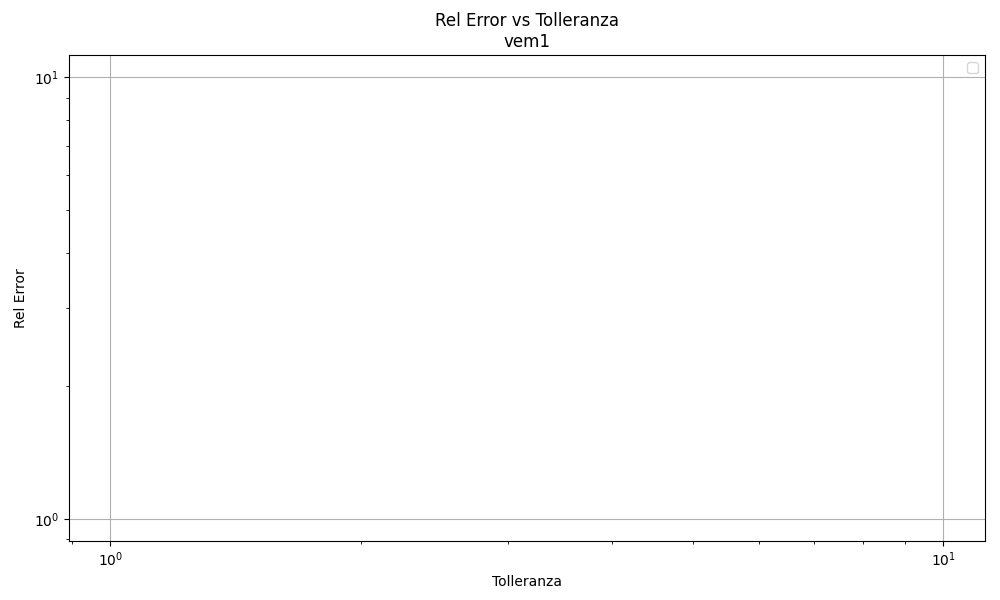 Rel Error vs Tolleranza
vem1
10¹
Rel Error
10⁰
10⁰ 10¹
Tolleranza